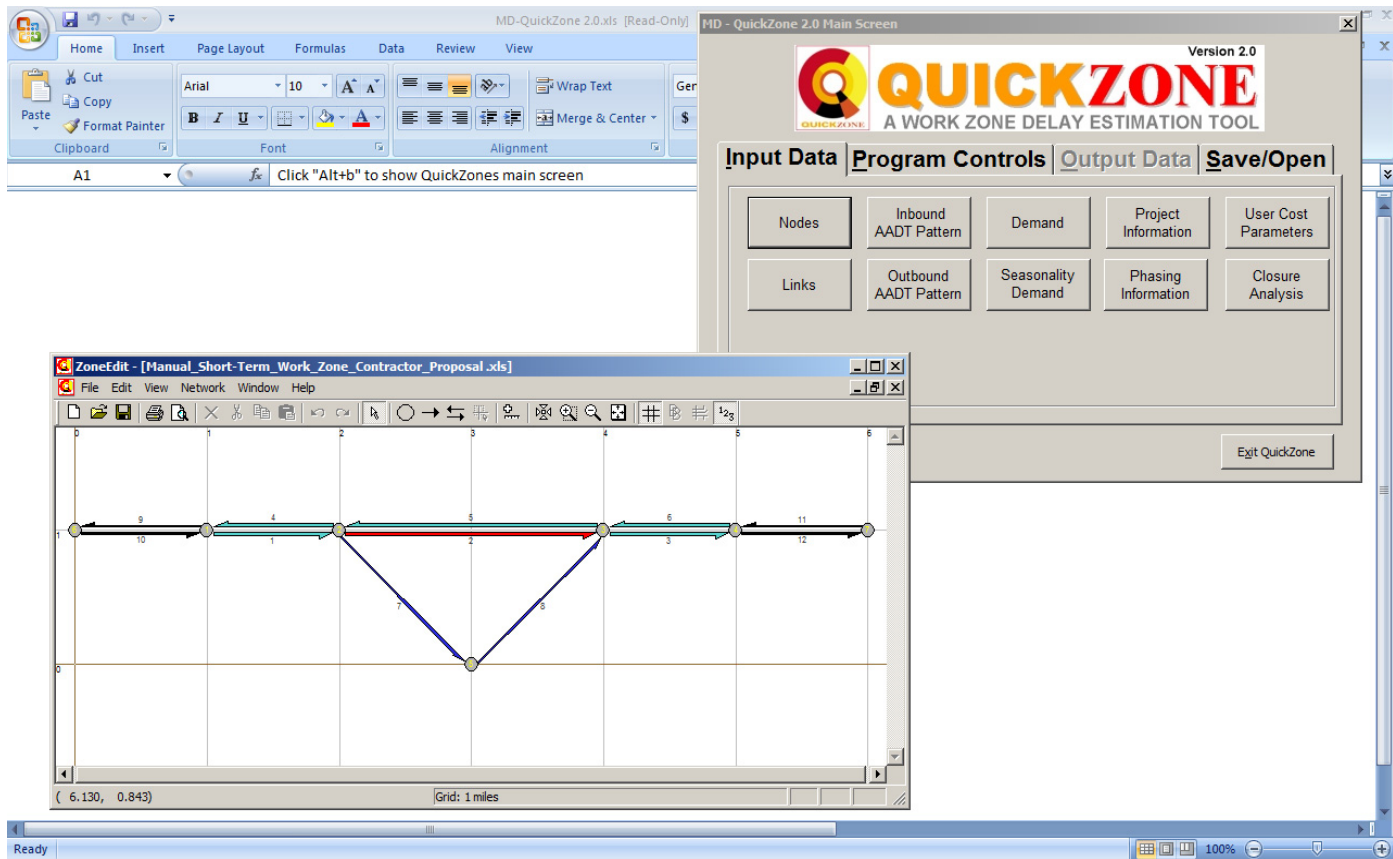 MD-QuickZone 2.0.xls [Read-Only]
Home Insert Page Layout Formulas Data Review View
Paste
Cut
Copy
Format Painter
Clipboard
Arial 10 A A
B I U A
Font
Wrap Text
Merge & Center
Alignment
Gen
$
A1 fx Click "Alt+b" to show QuickZones main screen
MD - QuickZone 2.0 Main Screen
Version 2.0
QUICKZONE
QUICKZONE
A WORK ZONE DELAY ESTIMATION TOOL
Input Data Program Controls Output Data Save/Open
Nodes
Inbound
AADT Pattern
Demand
Project
Information
User Cost
Parameters
Links
Outbound
AADT Pattern
Seasonality
Demand
Phasing
Information
Closure
Analysis
Exit QuickZone
ZoneEdit - [Manual_Short-Term_Work_Zone_Contractor_Proposal.xls]
File Edit View Network Window Help
123
0 1 2 3 4 5 6
9 4 5 6 11
1
10 1 2 3 12
7 8
0
( 6.130, 0.843) Grid: 1 miles
Ready 100%